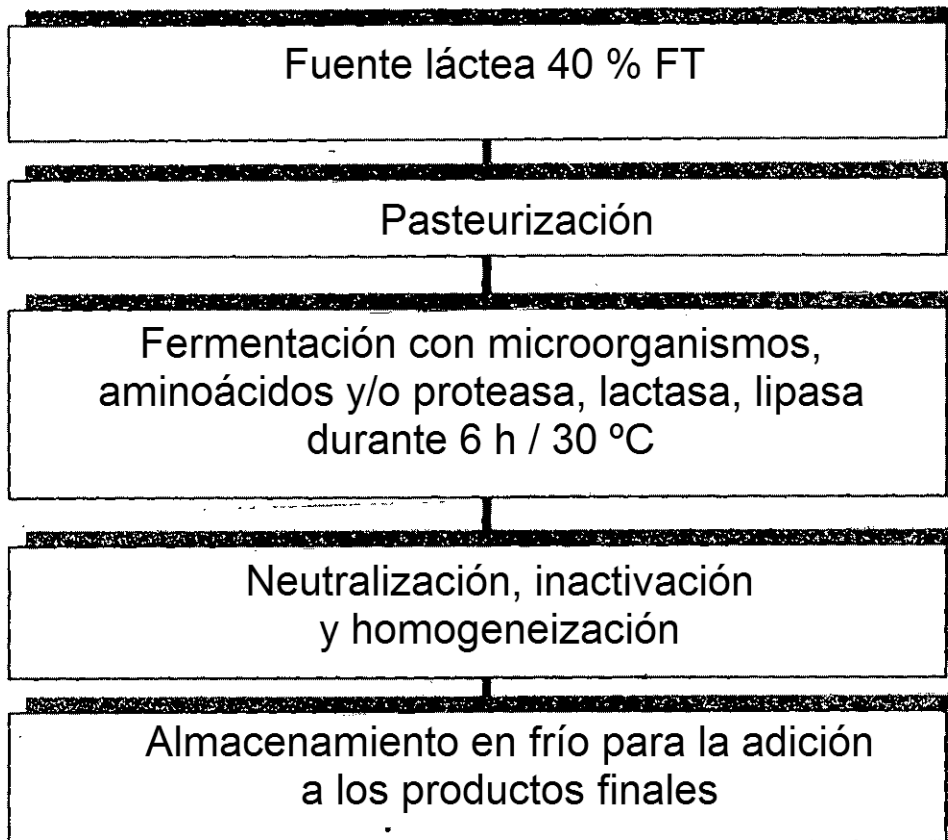 Fuente láctea 40 % FT
Pasteurización
Fermentación con microorganismos,
aminoácidos y/o proteasa, lactasa, lipasa
durante 6 h / 30 ºC
Neutralización, inactivación
y homogeneización
Almacenamiento en frío para la adición
a los productos finales